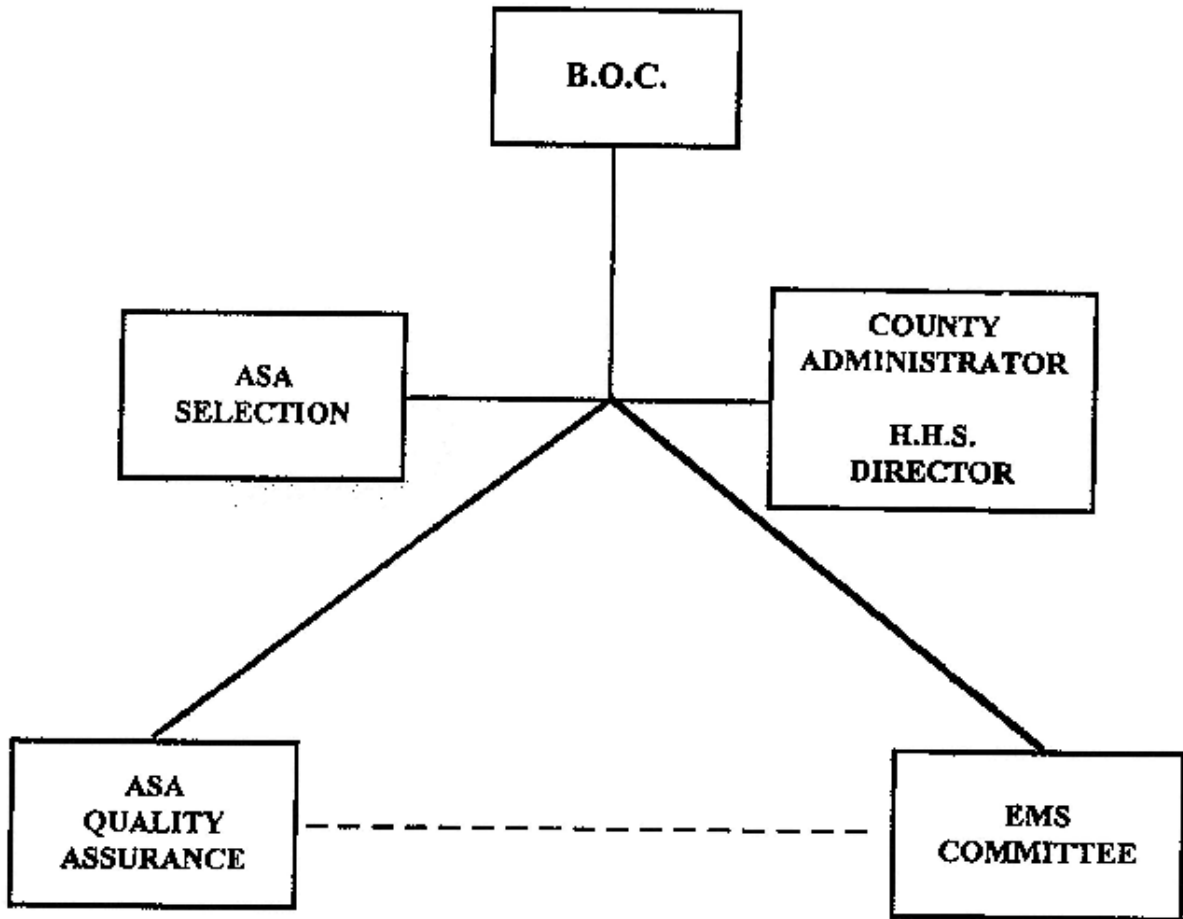 B.O.C.
ASA
SELECTION
COUNTY
ADMINISTRATOR
H.H.S.
DIRECTOR
ASA
QUALITY
ASSURANCE
EMS
COMMITTEE